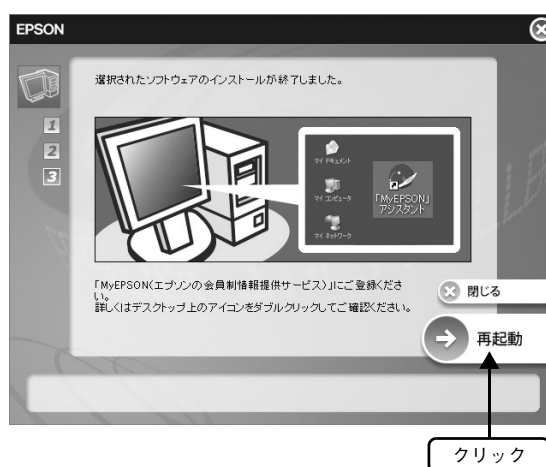 EPSON
選択されたソフトウェアのインストールが終了しました。
1
2
3
マイ ドキュメント
マイ コンピュータ
マイ ネットワーク
「MyEPSON」
アシスタント
「MyEPSON(エプソンの会員制情報提供サービス)」にご登録くださ
い。
詳しくはデスクトップ上のアイコンをダブルクリックしてご確認ください。
閉じる
再起動
クリック